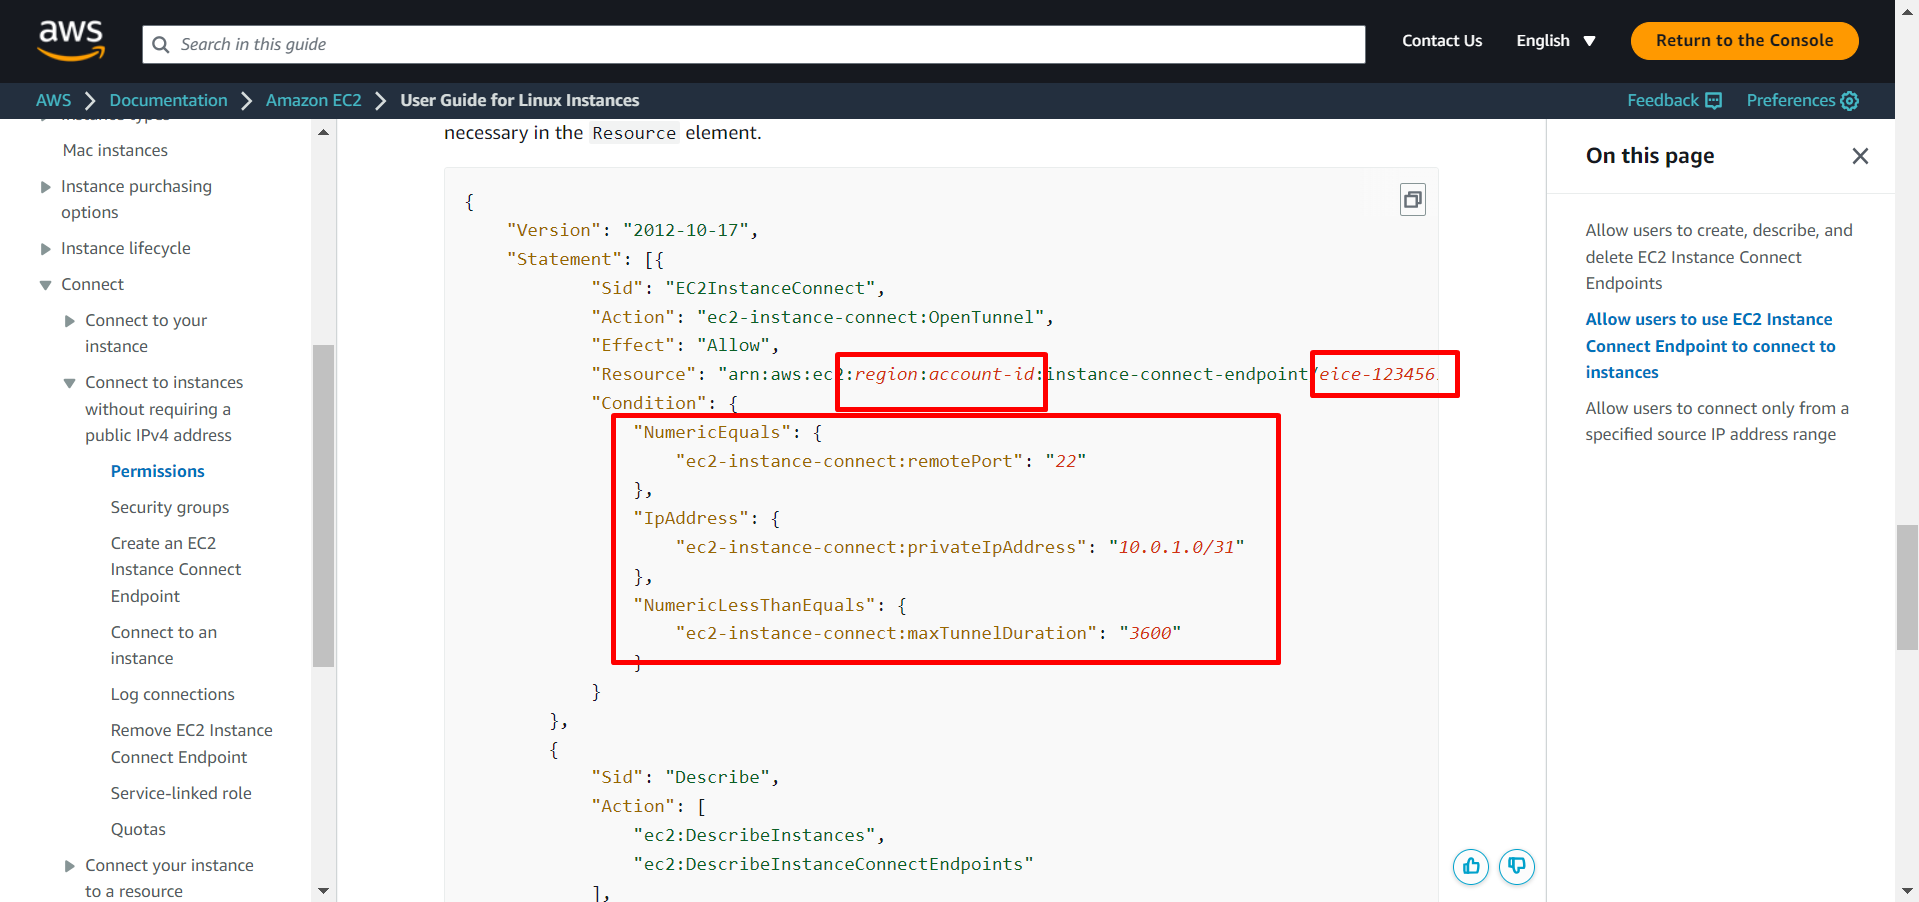 aws
Search in this guide
Contact Us
English
Return to the Console
AWS
Documentation
Amazon EC2
User Guide for Linux Instances
Feedback
Preferences
Instance types
Mac instances
Instance purchasing
options
Instance lifecycle
Connect
Connect to your
instance
Connect to instances
without requiring a
public IPv4 address
Permissions
Security groups
Create an EC2
Instance Connect
Endpoint
Connect to an
instance
Log connections
Remove EC2 Instance
Connect Endpoint
Service-linked role
Quotas
Connect your instance
to a resource
necessary in the Resource element.
{
"Version": "2012-10-17",
"Statement": [{
"Sid": "EC2InstanceConnect",
"Action": "ec2-instance-connect:OpenTunnel",
"Effect": "Allow",
"Resource": "arn:aws:ec2:region:account-id:instance-connect-endpoint/eice-123456
"Condition": {
"NumericEquals": {
"ec2-instance-connect:remotePort": "22"
},
"IpAddress": {
"ec2-instance-connect:privateIpAddress": "10.0.1.0/31"
},
"NumericLessThanEquals": {
"ec2-instance-connect:maxTunnelDuration": "3600"
}
}
},
{
"Sid": "Describe",
"Action": [
"ec2:DescribeInstances",
"ec2:DescribeInstanceConnectEndpoints"
],
On this page
Allow users to create, describe, and
delete EC2 Instance Connect
Endpoints
Allow users to use EC2 Instance
Connect Endpoint to connect to
instances
Allow users to connect only from a
specified source IP address range